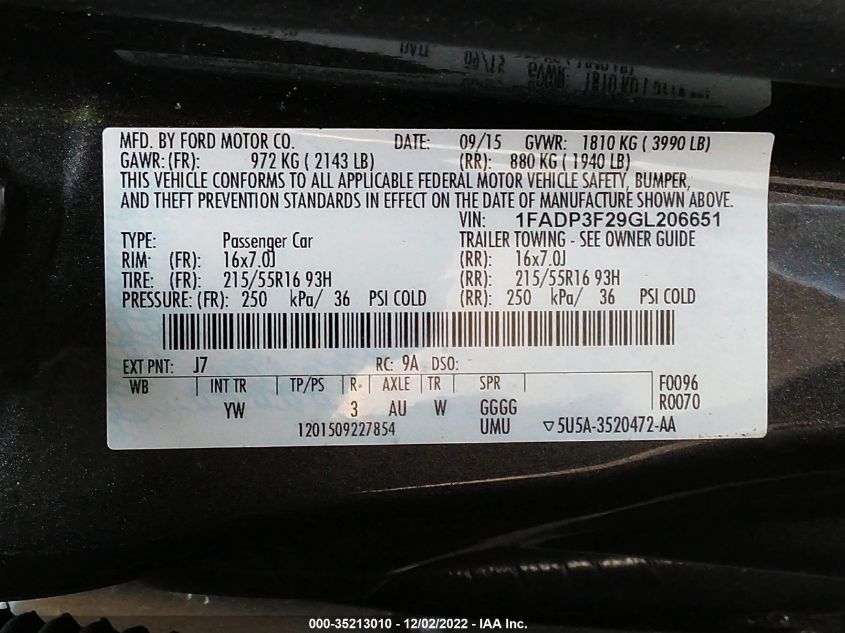 MFD. BY FORD MOTOR CO. DATE: 09/15 GVWR: 1810 KG ( 3990 LB)
GAWR:(FR): 972 KG ( 2143 LB) (RR): 880 KG ( 1940 LB)
THIS VEHICLE CONFORMS TO ALL APPLICABLE FEDERAL MOTOR VEHICLE SAFETY, BUMPER,
AND THEFT PREVENTION STANDARDS IN EFFECT ON THE DATE OF MANUFACTURE SHOWN ABOVE.
VIN: 1FADP3F29GL206651
TYPE: Passenger Car TRAILER TOWING - SEE OWNER GUIDE
RIM: (FR): 16x7.0J (RR): 16x7.0J
TIRE: (FR): 215/55R16 93H (RR): 215/55R16 93H
PRESSURE: (FR): 250 kPa/ 36 PSI COLD (RR): 250 kPa/ 36 PSI COLD
EXT PNT: J7 RC: 9A DSO:
WB INT TR TP/PS R. AXLE TR SPR F0096
YW 3 AU W GGGG R0070
1201509227854 UMU ▽5U5A-3520472-AA
000-35213010 - 12/02/2022 - IAA Inc.